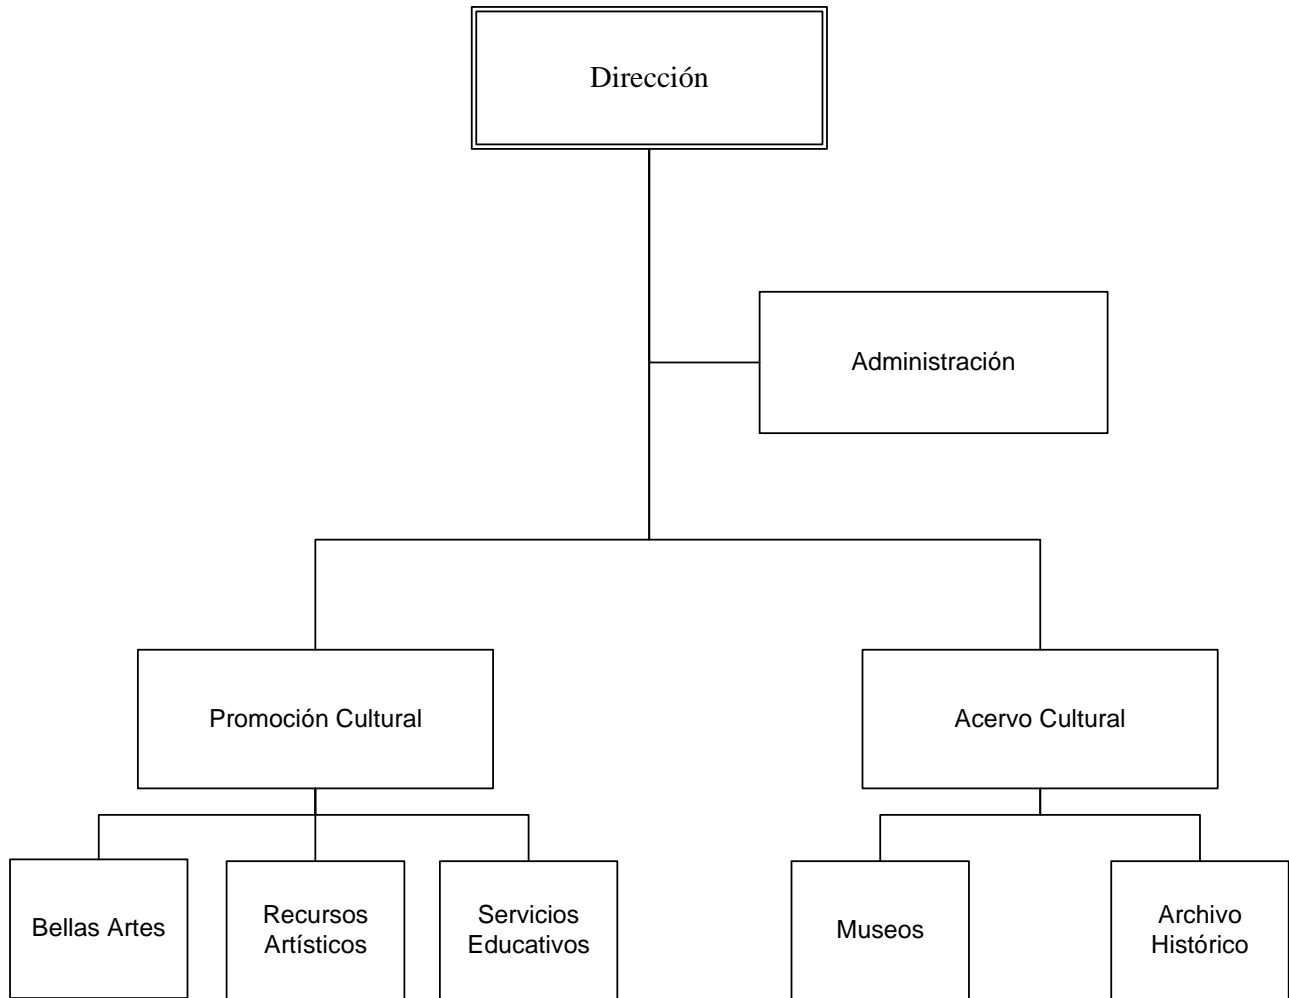 Dirección
Administración
Promoción Cultural
Acervo Cultural
Bellas Artes
Recursos
Artísticos
Servicios
Educativos
Museos
Archivo
Histórico